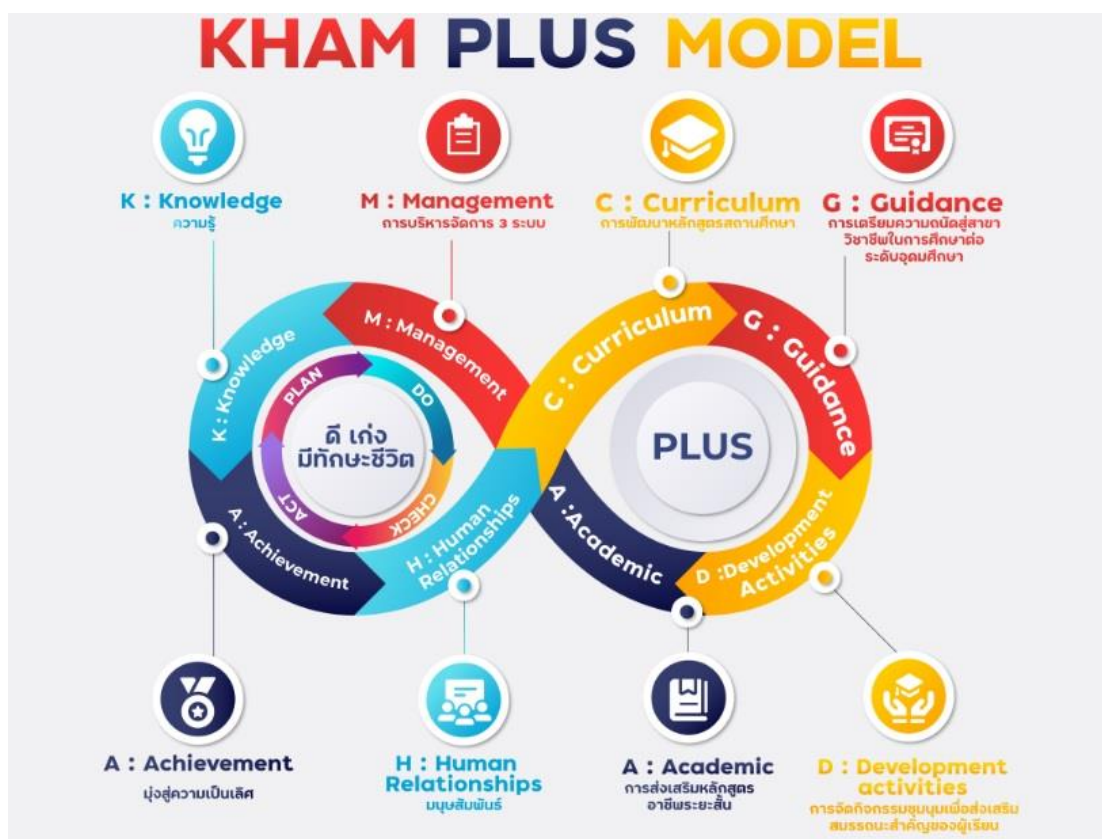 KHAM PLUS MODEL
K : Knowledge
ความรู้
M : Management
การบริหารจัดการ 3 ระบบ
C : Curriculum
การพัฒนาหลักสูตรสถานศึกษา
G : Guidance
การเตรียมความถนัดสู่สาขา
วิชาชีพในการศึกษาต่อ
ระดับอุดมศึกษา
K : Knowledge
M : Management
C : Curriculum
G : Guidance
PLAN
DO
CHECK
ACT
ดี เก่ง
มีทักษะชีวิต
PLUS
A : Achievement
H : Human
Relationships
A :Academic
D :Development
Activities
A : Achievement
มุ่งสู่ความเป็นเลิศ
H : Human
Relationships
มนุษสัมพันธ์
A : Academic
การส่งเสริมหลักสูตร
อาชีพระยะสั้น
D : Development
activities
การจัดกิจกรรมชุมนุมเพื่อส่งเสริม
สมรรถนะสำคัญของผู้เรียน